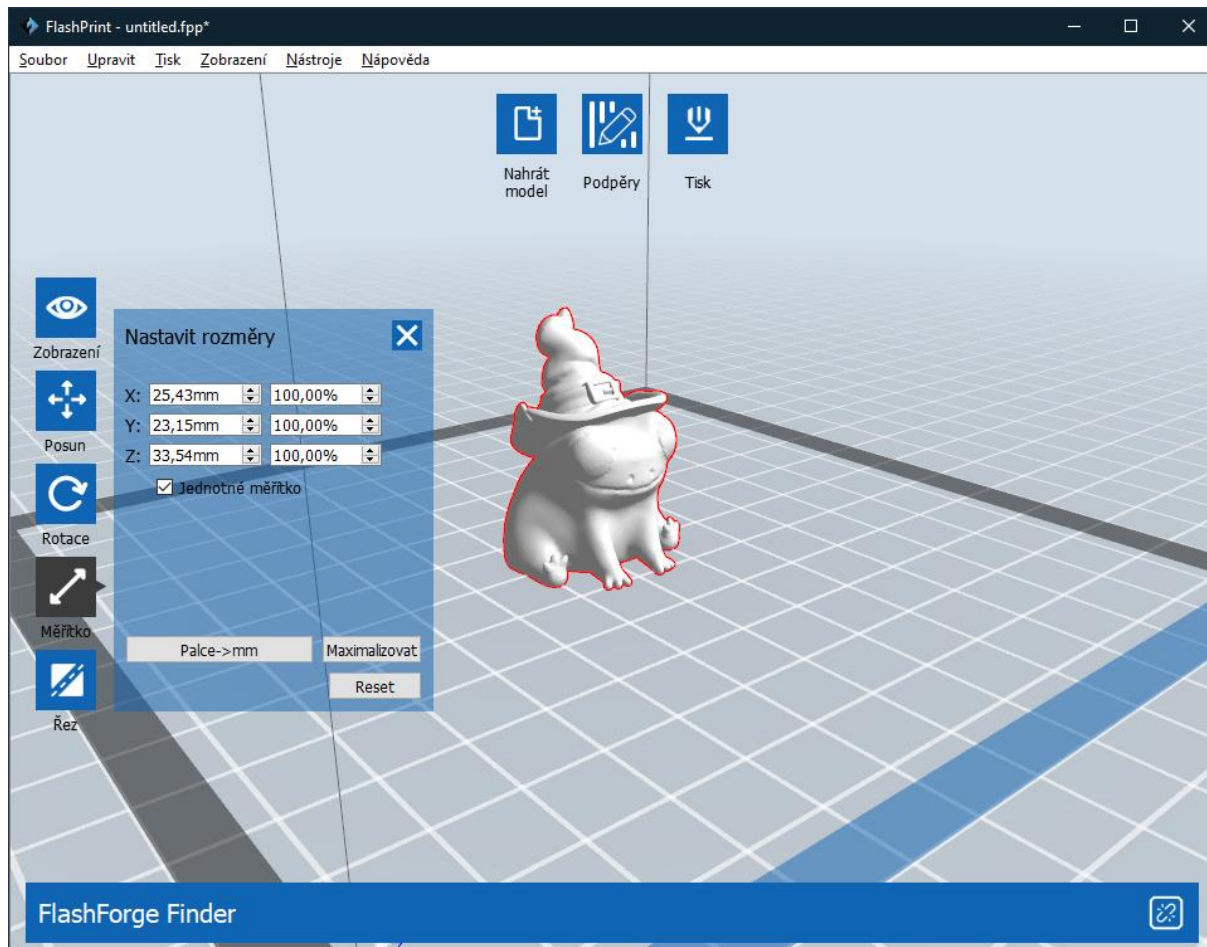 FlashPrint - untitled.fpp*
Soubor Upravit Tisk Zobrazení Nástroje Nápověda
Nahrát
model
Podpěry
Tisk
Zobrazení
Posun
Rotace
Měřítko
Řez
Nastavit rozměry
X: 25,43mm 100,00%
Y: 23,15mm 100,00%
Z: 33,54mm 100,00%
Jednotné měřítko
Palce->mm Maximalizovat
Reset
FlashForge Finder